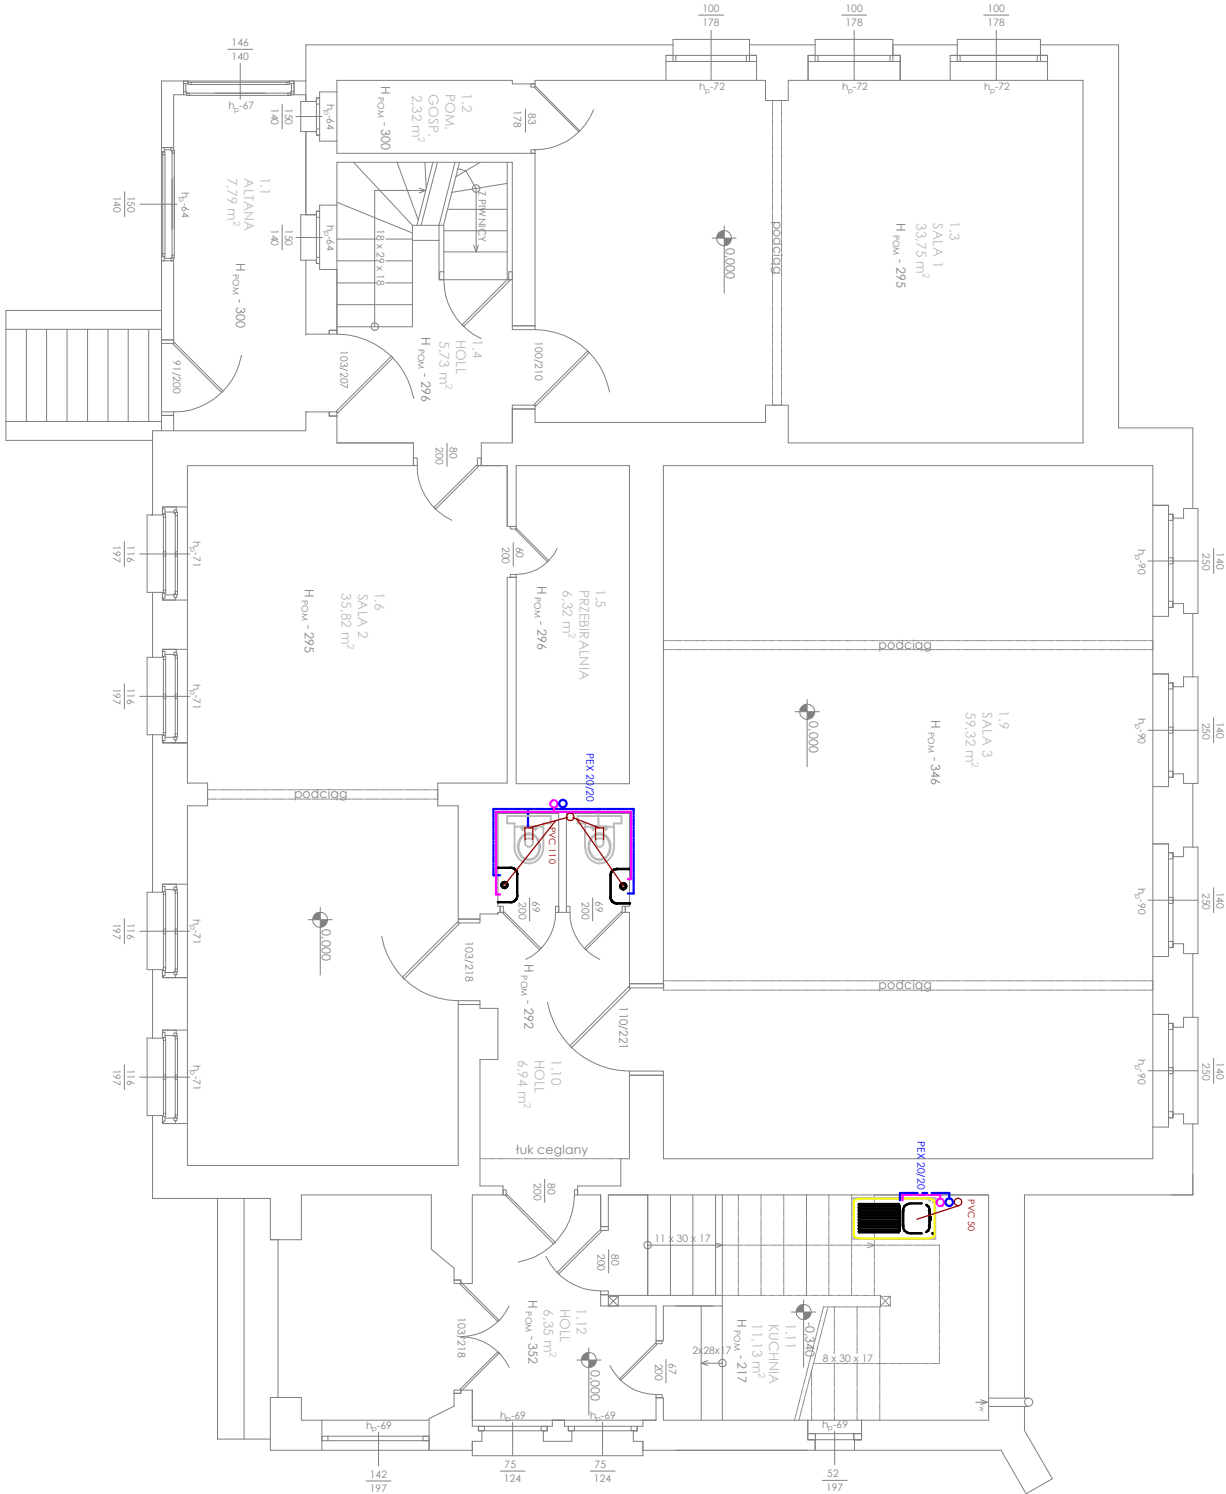 100
178
100
178
100
178
146
140
hp-67
hp-72
hp-72
hp-72
150
140
hp-64
1.2
POM.
GOSP.
2,32 m²
H POM - 300
83
178
1.1
ALTANA
7,79 m²
H POM - 300
150
140
hp-64
150
140
hp-64
18 x 29 x 18
Z PIWNICY
0,000
podciąg
1.3
SALA 1
33,75 m²
H POM - 295
91/200
103/207
1.4
HOLL
5,73 m²
H POM - 296
100/210
80
200
116
197
hp-71
1.6
SALA 2
35,82 m²
H POM - 295
60
200
1.5
PRZEBIRALNIA
6,32 m²
H POM - 296
hp-90
140
250
podciąg
116
197
hp-71
0,000
1.9
SALA 3
59,32 m²
H POM - 346
hp-90
140
250
podciąg
PEX 20/20
PVC 110
69
200
69
200
116
197
hp-71
0,000
103/218
H POM - 292
hp-90
140
250
podciąg
110/221
116
197
hp-71
1.10
HOLL
6,94 m²
hp-90
140
250
łuk ceglany
80
200
PEX 20/20
PVC 50
11 x 30 x 17
80
200
103/218
1.12
HOLL
6,35 m²
H POM - 352
0,000
67
200
2x28x17
1.11
KUCHNIA
11,13 m²
H POM - 217
-0,340
8 x 30 x 17
w
hp-69
hp-69
hp-69
hp-69
142
197
75
124
75
124
52
197